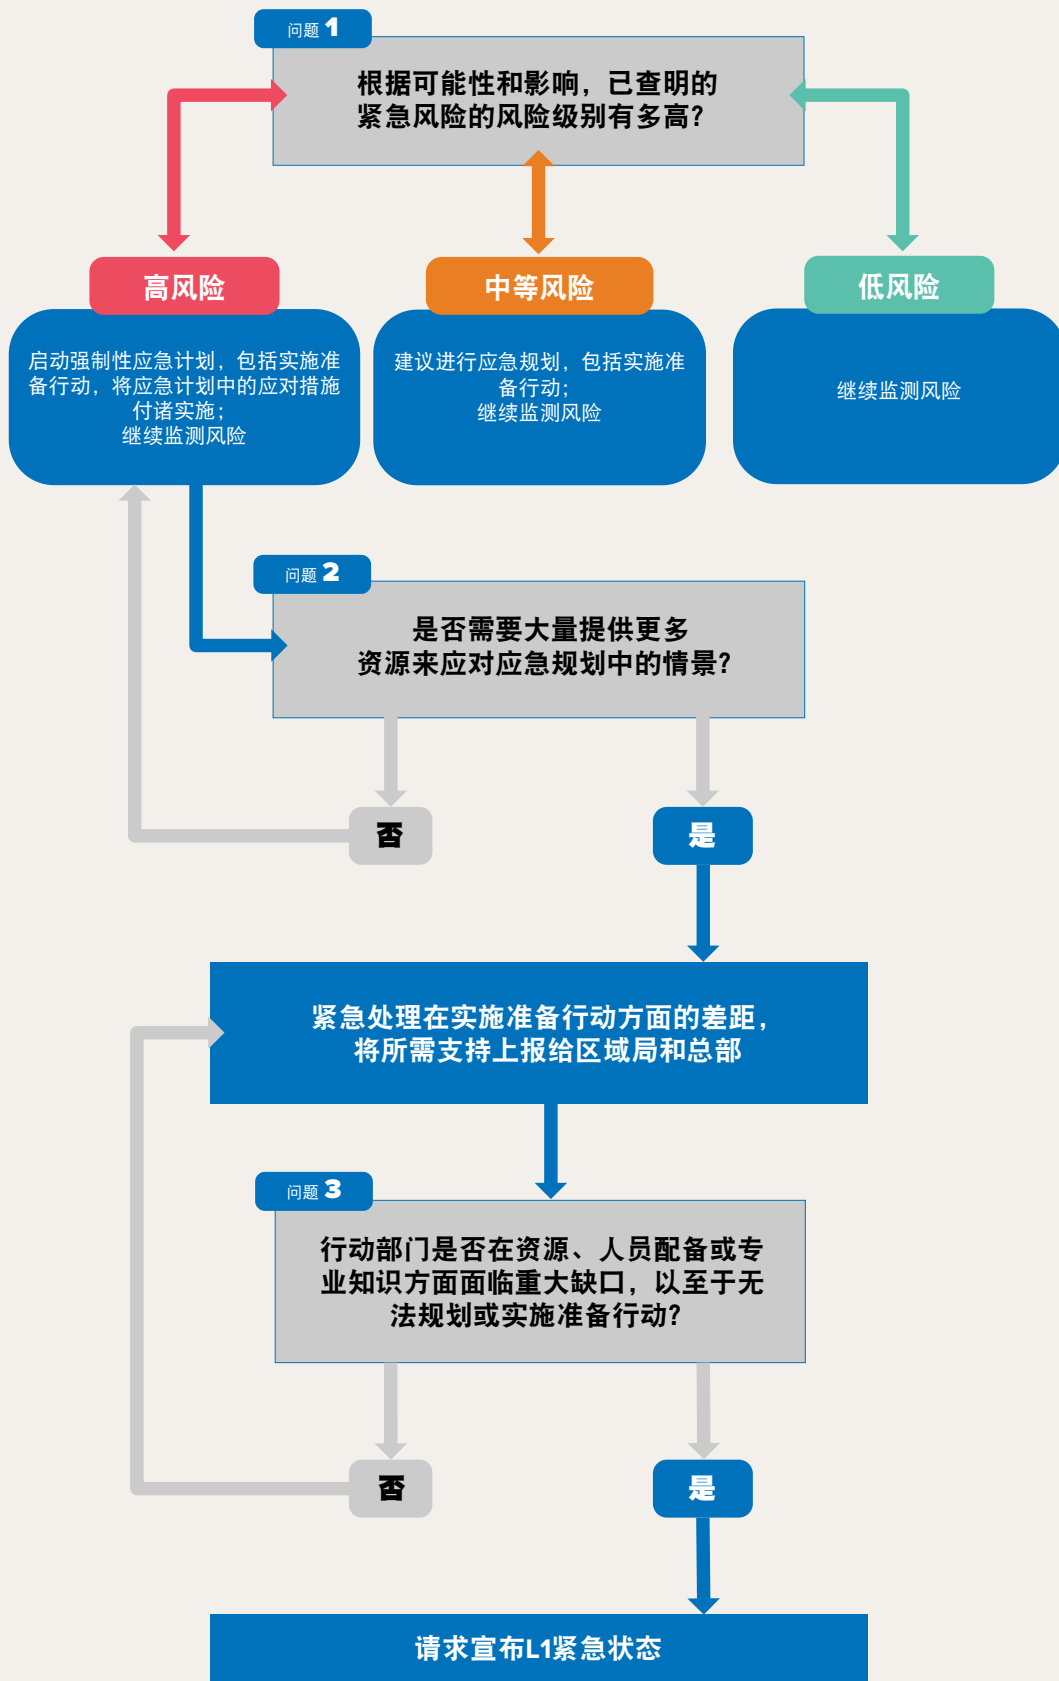 问题 1
根据可能性和影响，已查明的
紧急风险的风险级别有多高？
高风险
启动强制性应急计划，包括实施准
备行动，将应急计划中的应对措施
付诸实施；
继续监测风险
中等风险
建议进行应急规划，包括实施准
备行动；
继续监测风险
低风险
继续监测风险
问题 2
是否需要大量提供更多
资源来应对应急规划中的情景？
否
是
紧急处理在实施准备行动方面的差距，
将所需支持上报给区域局和总部
问题 3
行动部门是否在资源、人员配备或专
业知识方面面临重大缺口，以至于无
法规划或实施准备行动？
否
是
请求宣布L1紧急状态